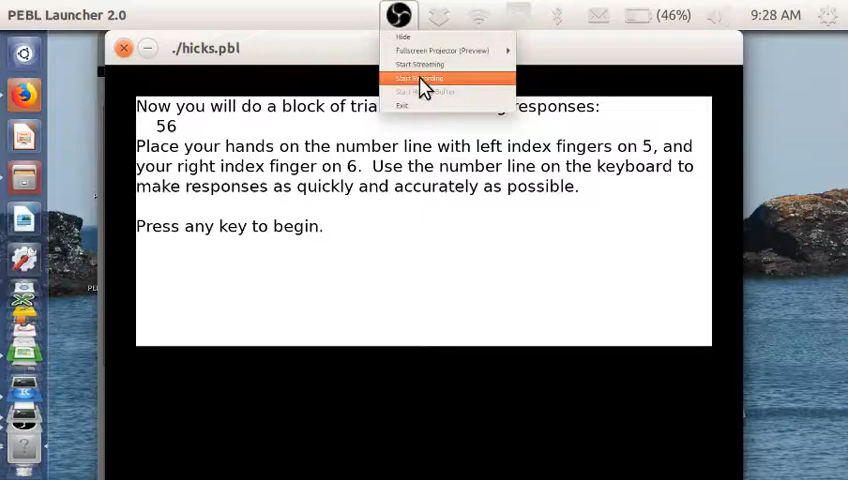 PEBL Launcher 2.0
(46%)
9:28 AM
./hicks.pbl
Hide
Fullscreen Projector (Preview)
Start Streaming
Exit
Now you will do a block of responses:
56
Place your hands on the number line with left index fingers on 5, and
your right index finger on 6. Use the number line on the keyboard to
make responses as quickly and accurately as possible.
Press any key to begin.